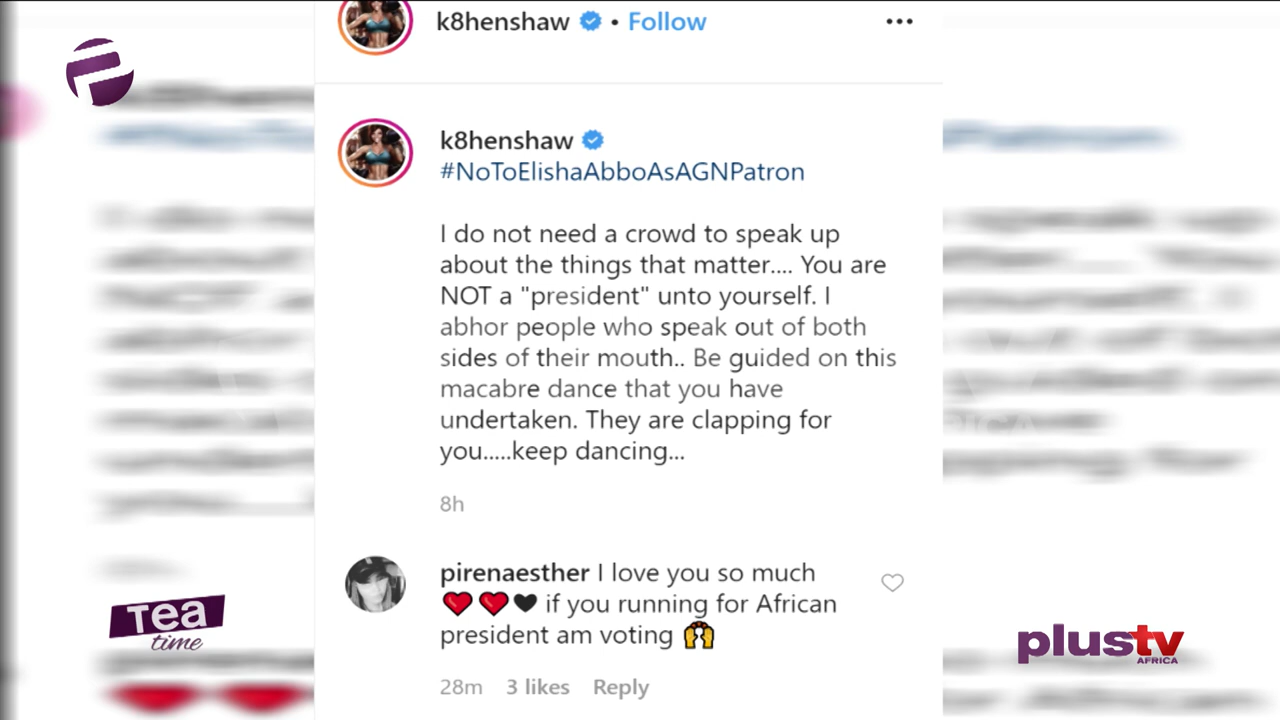 k8henshaw • Follow
k8henshaw
#NoToElishaAbboAsAGNPatron
I do not need a crowd to speak up
about the things that matter.... You are
NOT a "president" unto yourself. I
abhor people who speak out of both
sides of their mouth.. Be guided on this
macabre dance that you have
undertaken. They are clapping for
you.....keep dancing...
8h
pirenaesther I love you so much
❤️❤️🖤 if you running for African
president am voting 🙌
28m 3 likes Reply
Tea
time
plustv
AFRICA